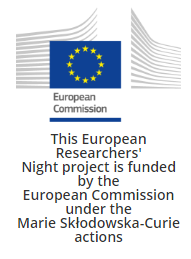 European
Commission
This European
Researchers'
Night project is funded
by the
European Commission
under the
Marie Skłodowska-Curie
actions